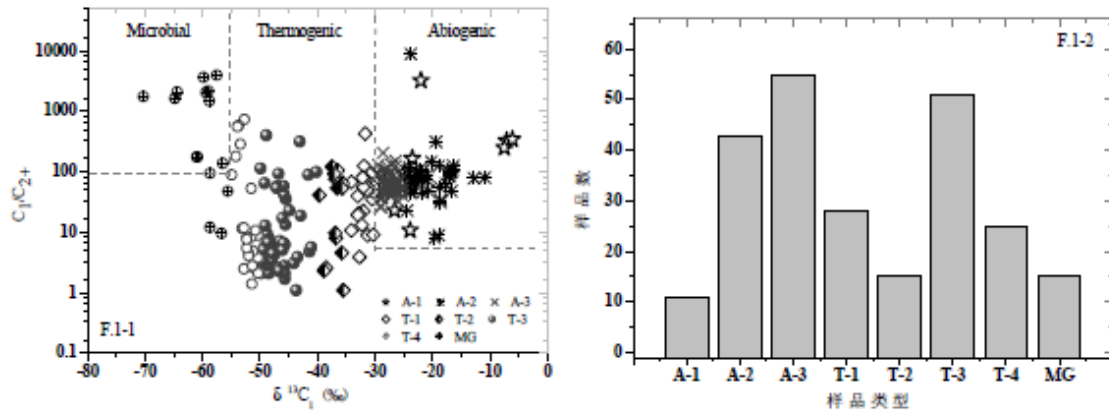 Microbial Thermogenic Abiogenic
10000
1000
100
10
1
0.1
C1/C2+
-80 -70 -60 -50 -40 -30 -20 -10 0
δ 13C1 (‰)
A-1 A-2 A-3
T-1 T-2 T-3
T-4 MG
F.1-1
F.1-2
60
50
40
30
20
10
0
样品数
A-1 A-2 A-3 T-1 T-2 T-3 T-4 MG
样品类型